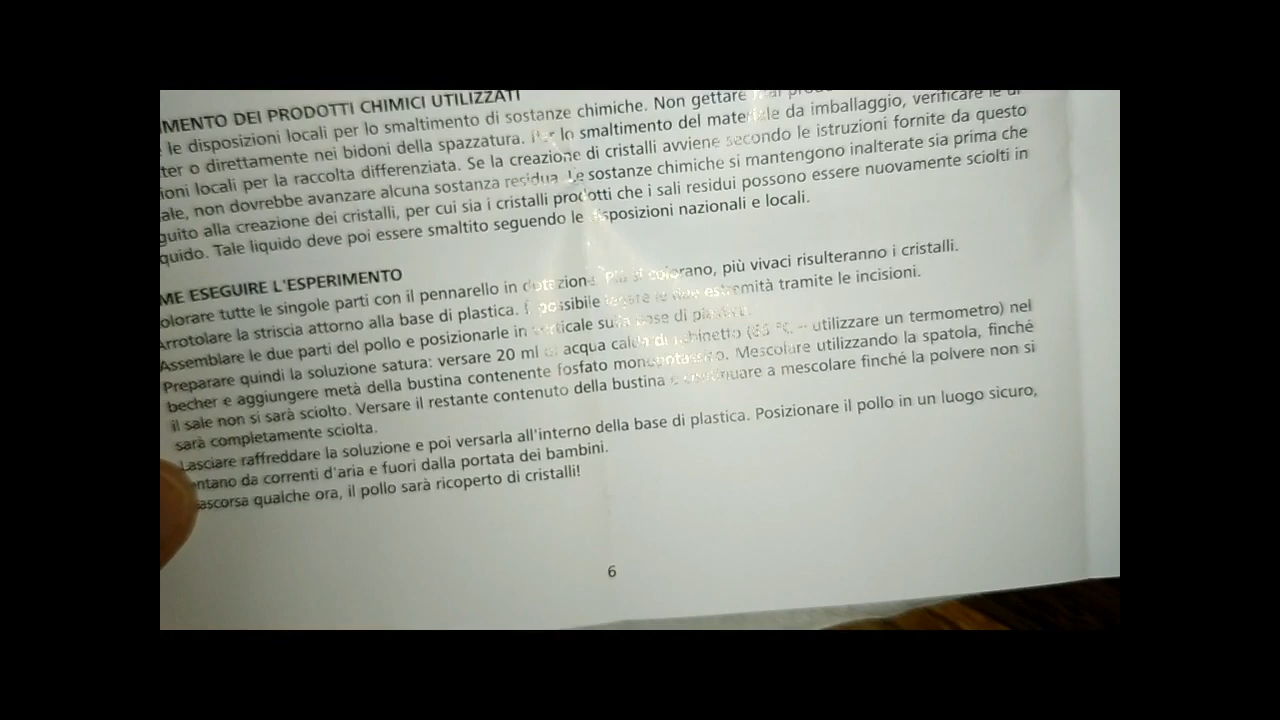 MENTO DEI PRODOTTI CHIMICI UTILIZZATI
le disposizioni locali per lo smaltimento di sostanze chimiche. Non gettare
ter o direttamente nei bidoni della spazzatura. Per lo smaltimento del materiale da imballaggio, verificare le
ioni locali per la raccolta differenziata. Se la creazione di cristalli avviene secondo le istruzioni fornite da questo
ale, non dovrebbe avanzare alcuna sostanza residua. Le sostanze chimiche si mantengono inalterate sia prima che
guito alla creazione dei cristalli, per cui sia i cristalli prodotti che i sali residui possono essere nuovamente sciolti in
quido. Tale liquido deve poi essere smaltito seguendo le disposizioni nazionali e locali.
ME ESEGUIRE L'ESPERIMENTO
olorare tutte le singole parti con il pennarello in dotazione. Più si colorano, più vivaci risulteranno i cristalli.
Arrotolare la striscia attorno alla base di plastica. È possibile legare le due estremità tramite le incisioni.
Assemblare le due parti del pollo e posizionarle in verticale sulla base di plastica.
Preparare quindi la soluzione satura: versare 20 ml di acqua calda di rubinetto ( – utilizzare un termometro) nel
becher e aggiungere metà della bustina contenente fosfato monopotassico. Mescolare utilizzando la spatola, finché
il sale non si sarà sciolto. Versare il restante contenuto della bustina e continuare a mescolare finché la polvere non si
sarà completamente sciolta.
Lasciare raffreddare la soluzione e poi versarla all'interno della base di plastica. Posizionare il pollo in un luogo sicuro,
ntano da correnti d'aria e fuori dalla portata dei bambini.
ascorsa qualche ora, il pollo sarà ricoperto di cristalli!
6